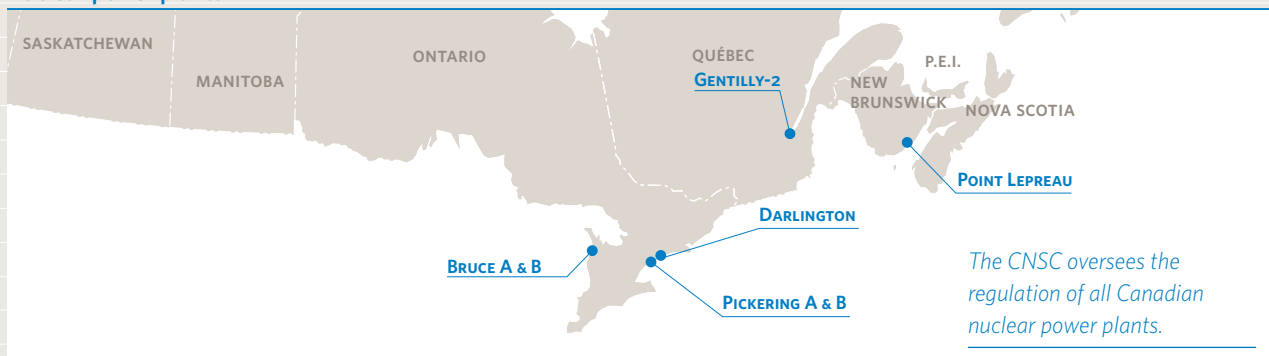 SASKATCHEWAN
MANITOBA
ONTARIO
QUÉBEC
GENTILLY-2
P.E.I.
NEW
BRUNSWICK
NOVA SCOTIA
POINT LEPREAU
DARLINGTON
BRUCE A & B
PICKERING A & B
The CNSC oversees the
regulation of all Canadian
nuclear power plants.